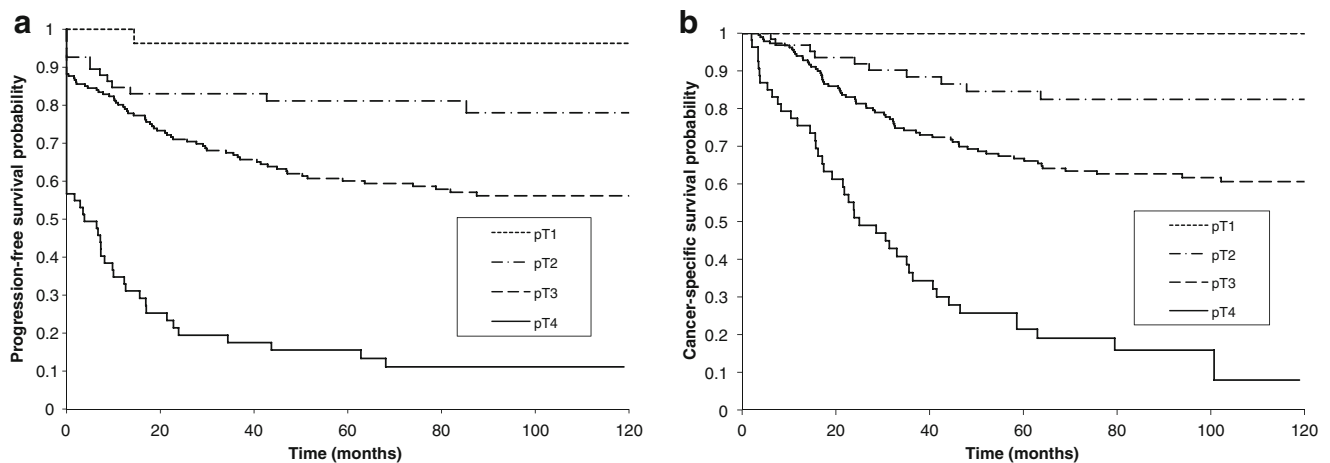 a
Progression-free survival probability
1
0.9
0.8
0.7
0.6
0.5
0.4
0.3
0.2
0.1
0
0 20 40 60 80 100 120
Time (months)
pT1
pT2
pT3
pT4
b
Cancer-specific survival probability
1
0.9
0.8
0.7
0.6
0.5
0.4
0.3
0.2
0.1
0
0 20 40 60 80 100 120
Time (months)
pT1
pT2
pT3
pT4